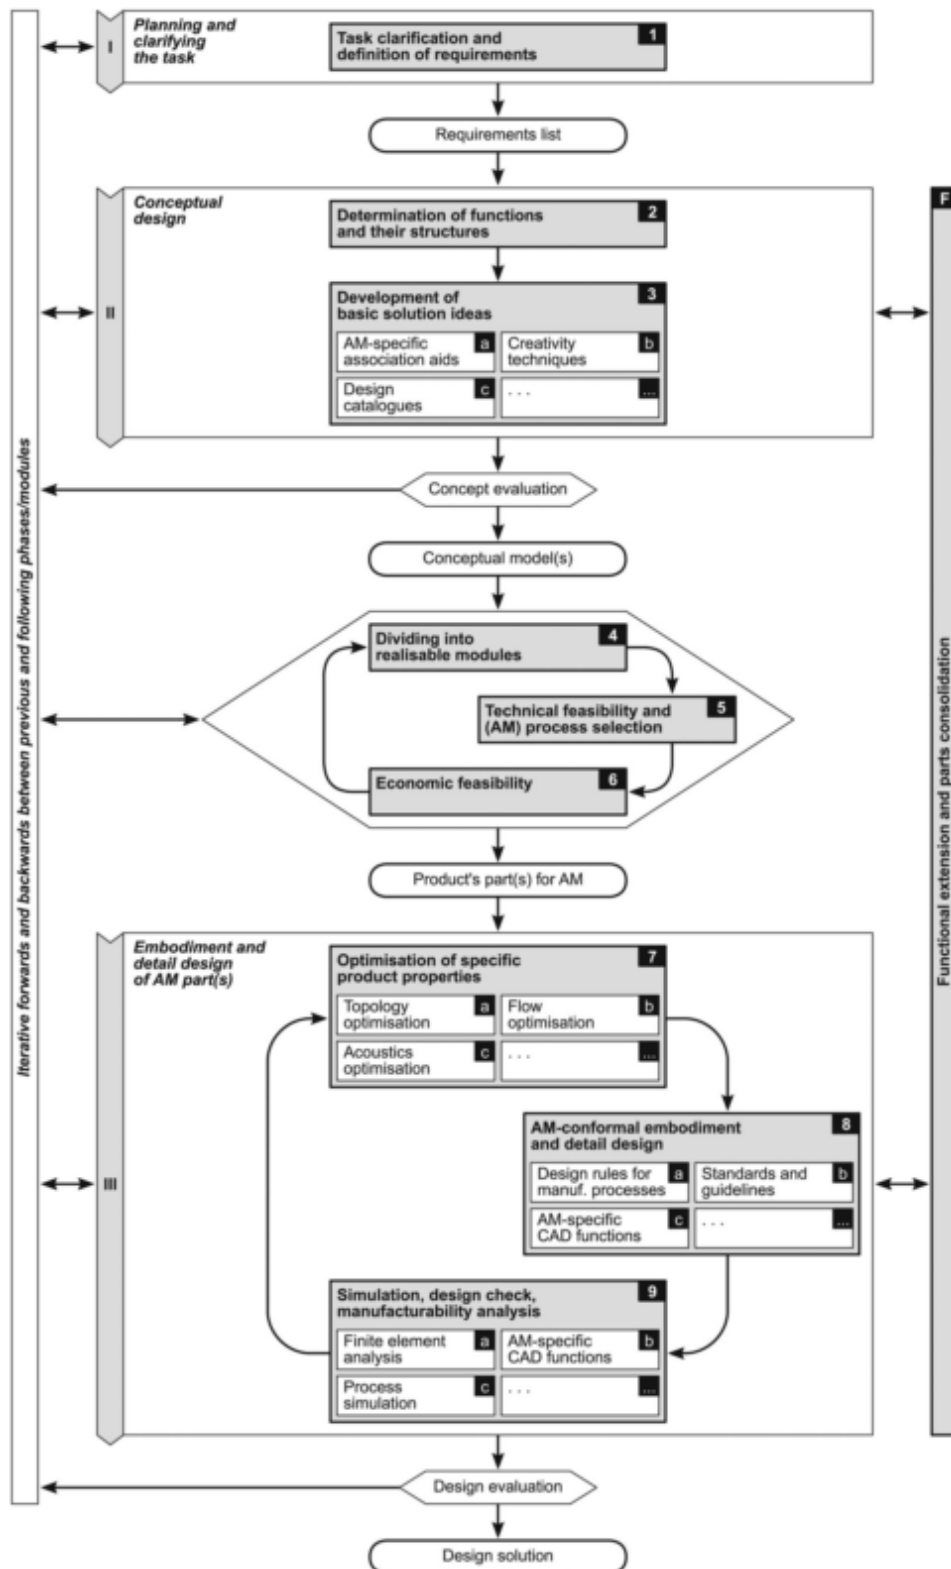 Planning and
clarifying
the task
I
Task clarification and
definition of requirements
1
Requirements list
Conceptual
design
II
Determination of functions
and their structures
2
Development of
basic solution ideas
3
AM-specific
association aids
a
Creativity
techniques
b
Design
catalogues
c
. . .
...
Concept evaluation
Conceptual model(s)
Dividing into
realisable modules
4
Technical feasibility and
(AM) process selection
5
Economic feasibility
6
Product's part(s) for AM
Embodiment and
detail design
of AM part(s)
III
Optimisation of specific
product properties
7
Topology
optimisation
a
Flow
optimisation
b
Acoustics
optimisation
c
. . .
...
AM-conformal embodiment
and detail design
8
Design rules for
manuf. processes
a
Standards and
guidelines
b
AM-specific
CAD functions
c
. . .
...
Simulation, design check,
manufacturability analysis
9
Finite element
analysis
a
AM-specific
CAD functions
b
Process
simulation
c
. . .
...
Design evaluation
Design solution
Iterative forwards and backwards between previous and following phases/modules
F
Functional extension and parts consolidation